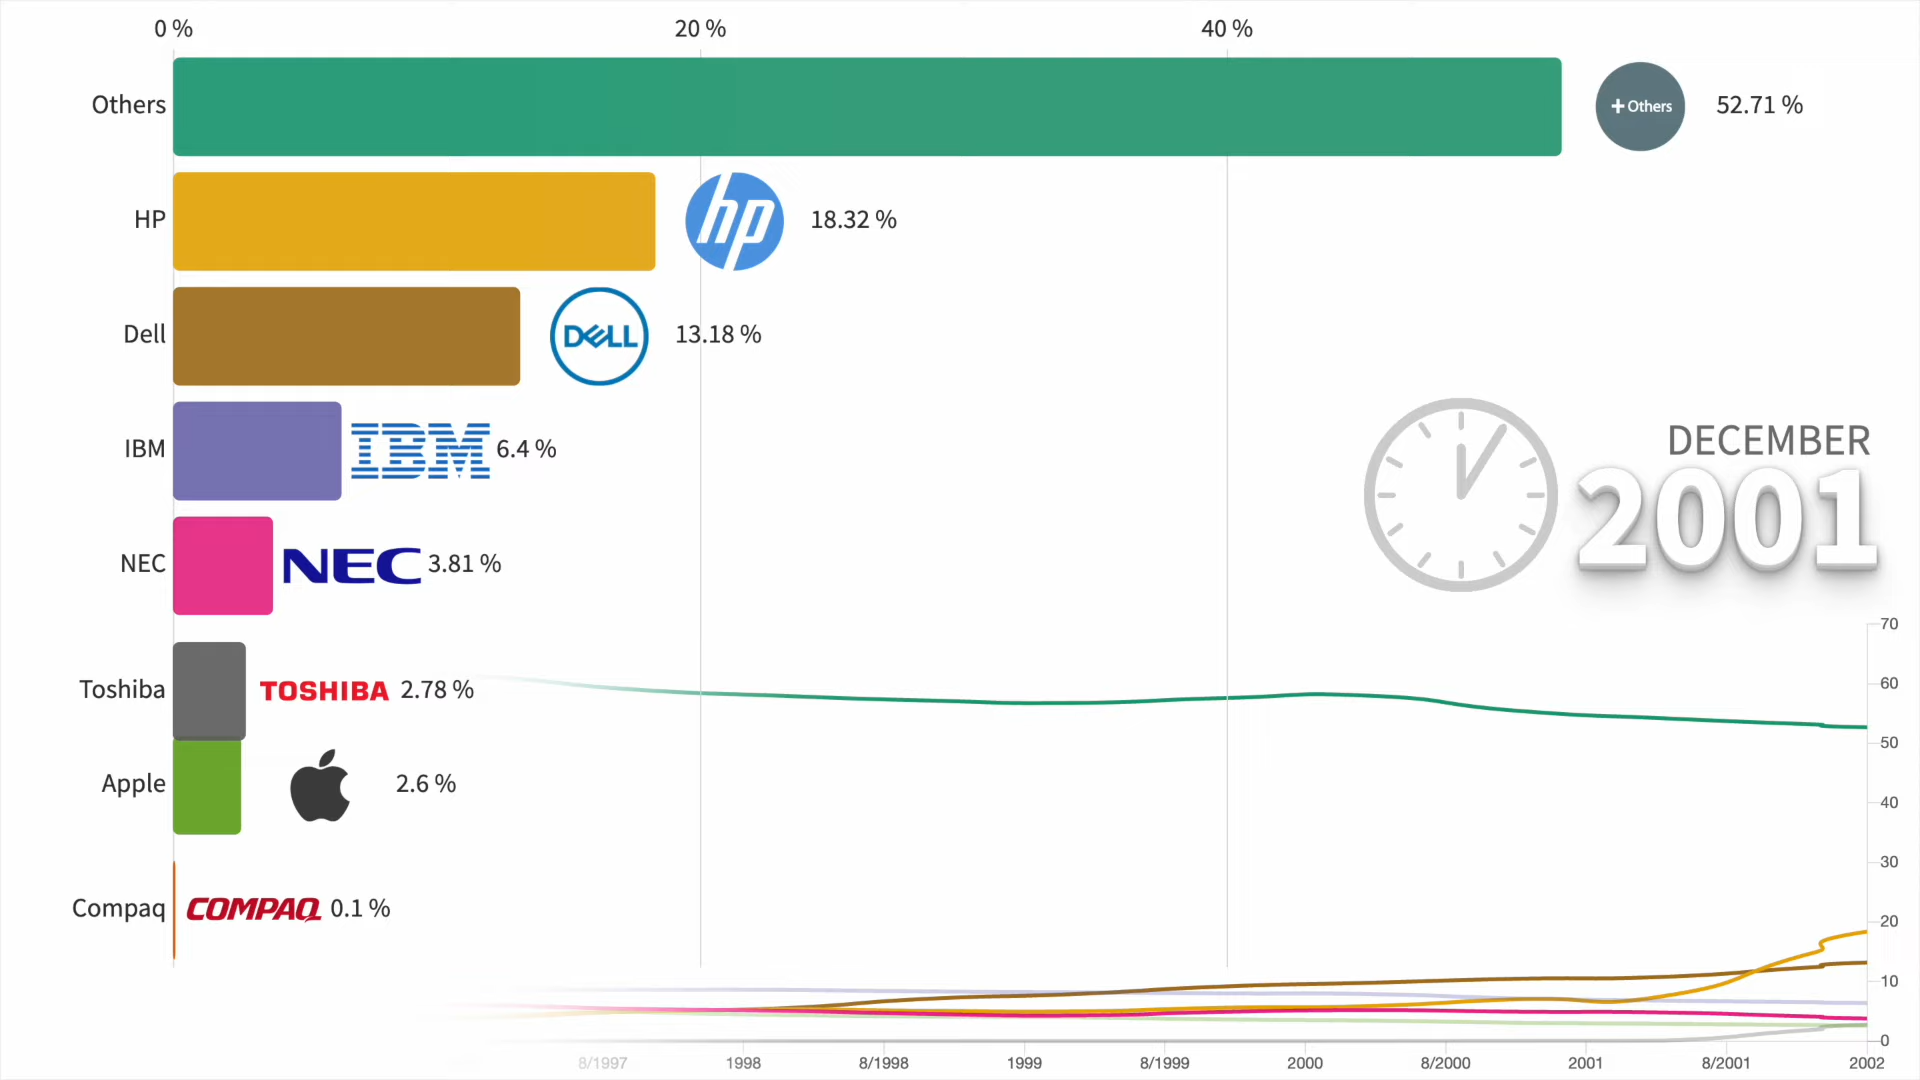 0 %
20 %
40 %
Others
+Others
52.71 %
HP
hp
18.32 %
Dell
DELL
13.18 %
IBM
IBM
6.4 %
DECEMBER
2001
NEC
NEC
3.81 %
Toshiba
TOSHIBA
2.78 %
Apple
2.6 %
Compaq
COMPAQ
0.1 %
70
60
50
40
30
20
10
0
8/1997
1998
8/1998
1999
8/1999
2000
8/2000
2001
8/2001
2002